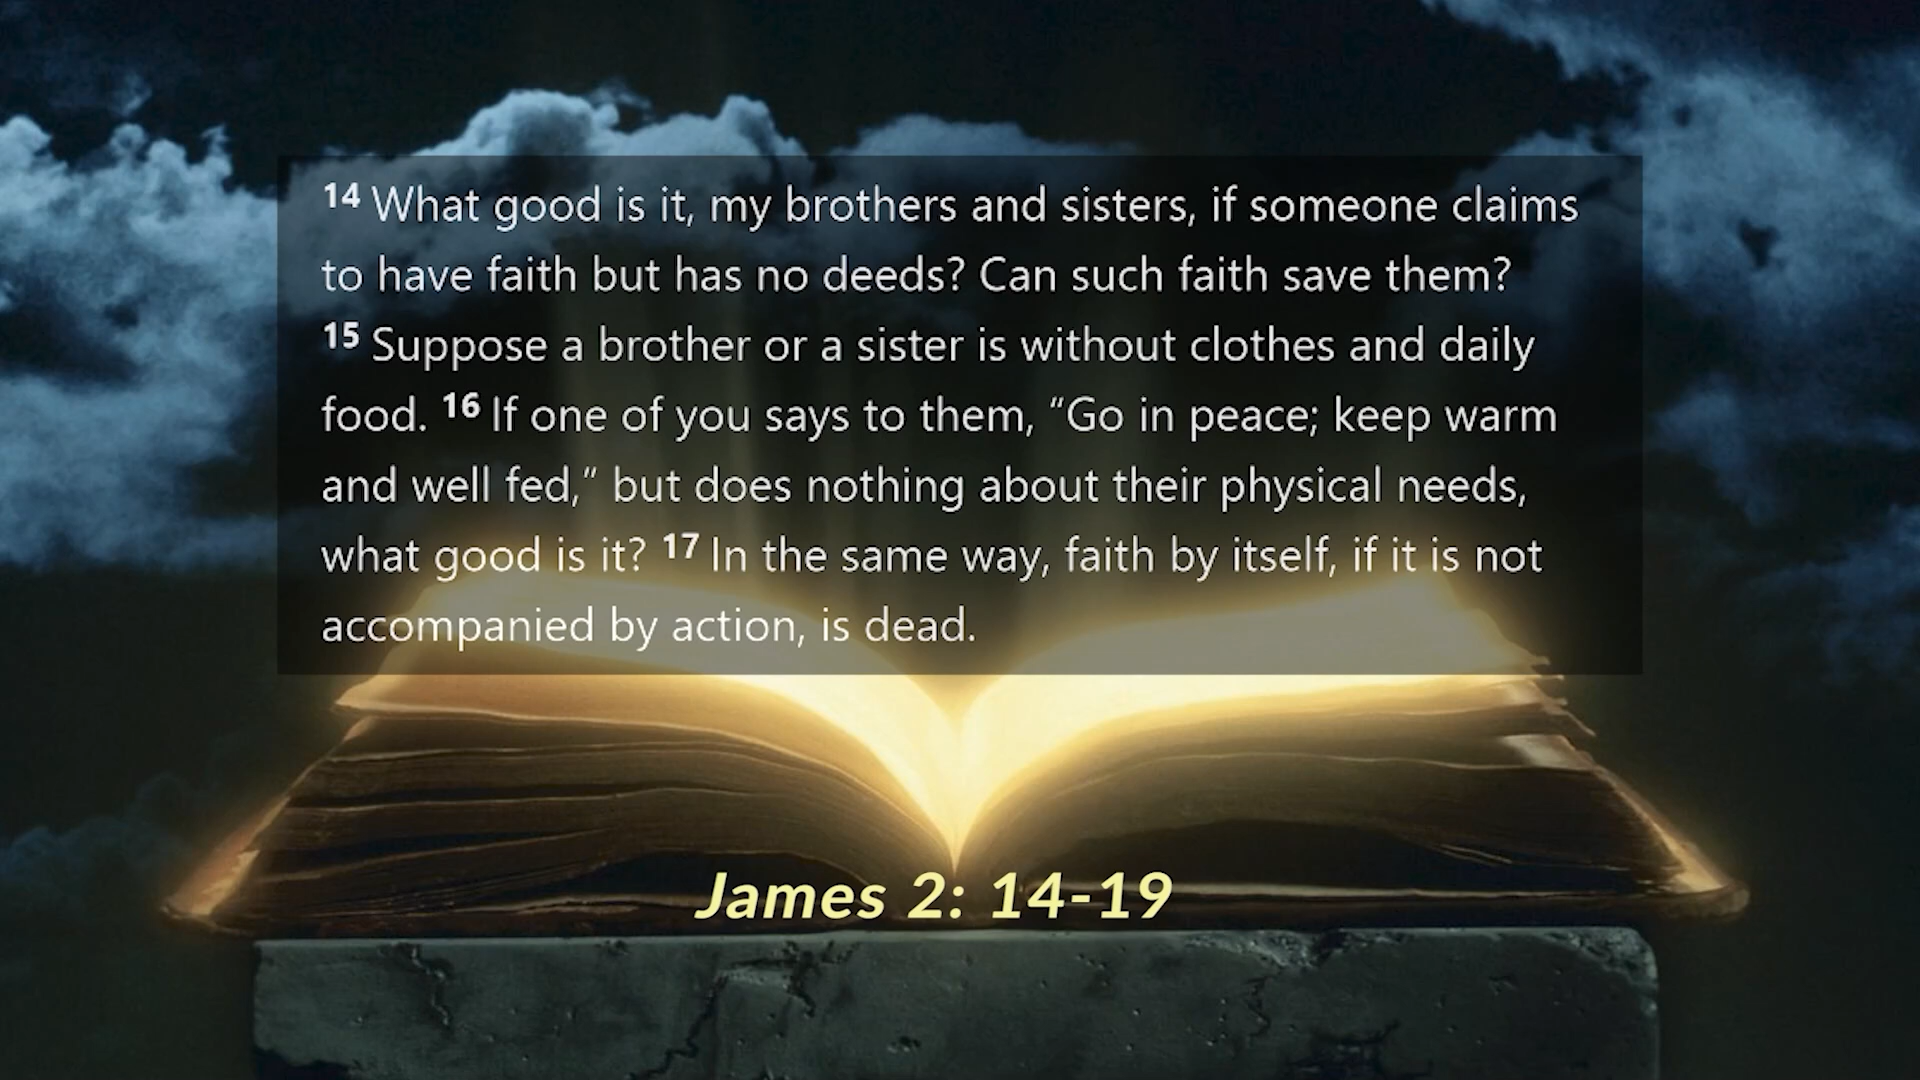 14 What good is it, my brothers and sisters, if someone claims
to have faith but has no deeds? Can such faith save them?
15 Suppose a brother or a sister is without clothes and daily
food. 16 If one of you says to them, “Go in peace; keep warm
and well fed,” but does nothing about their physical needs,
what good is it? 17 In the same way, faith by itself, if it is not
accompanied by action, is dead.
James 2: 14-19